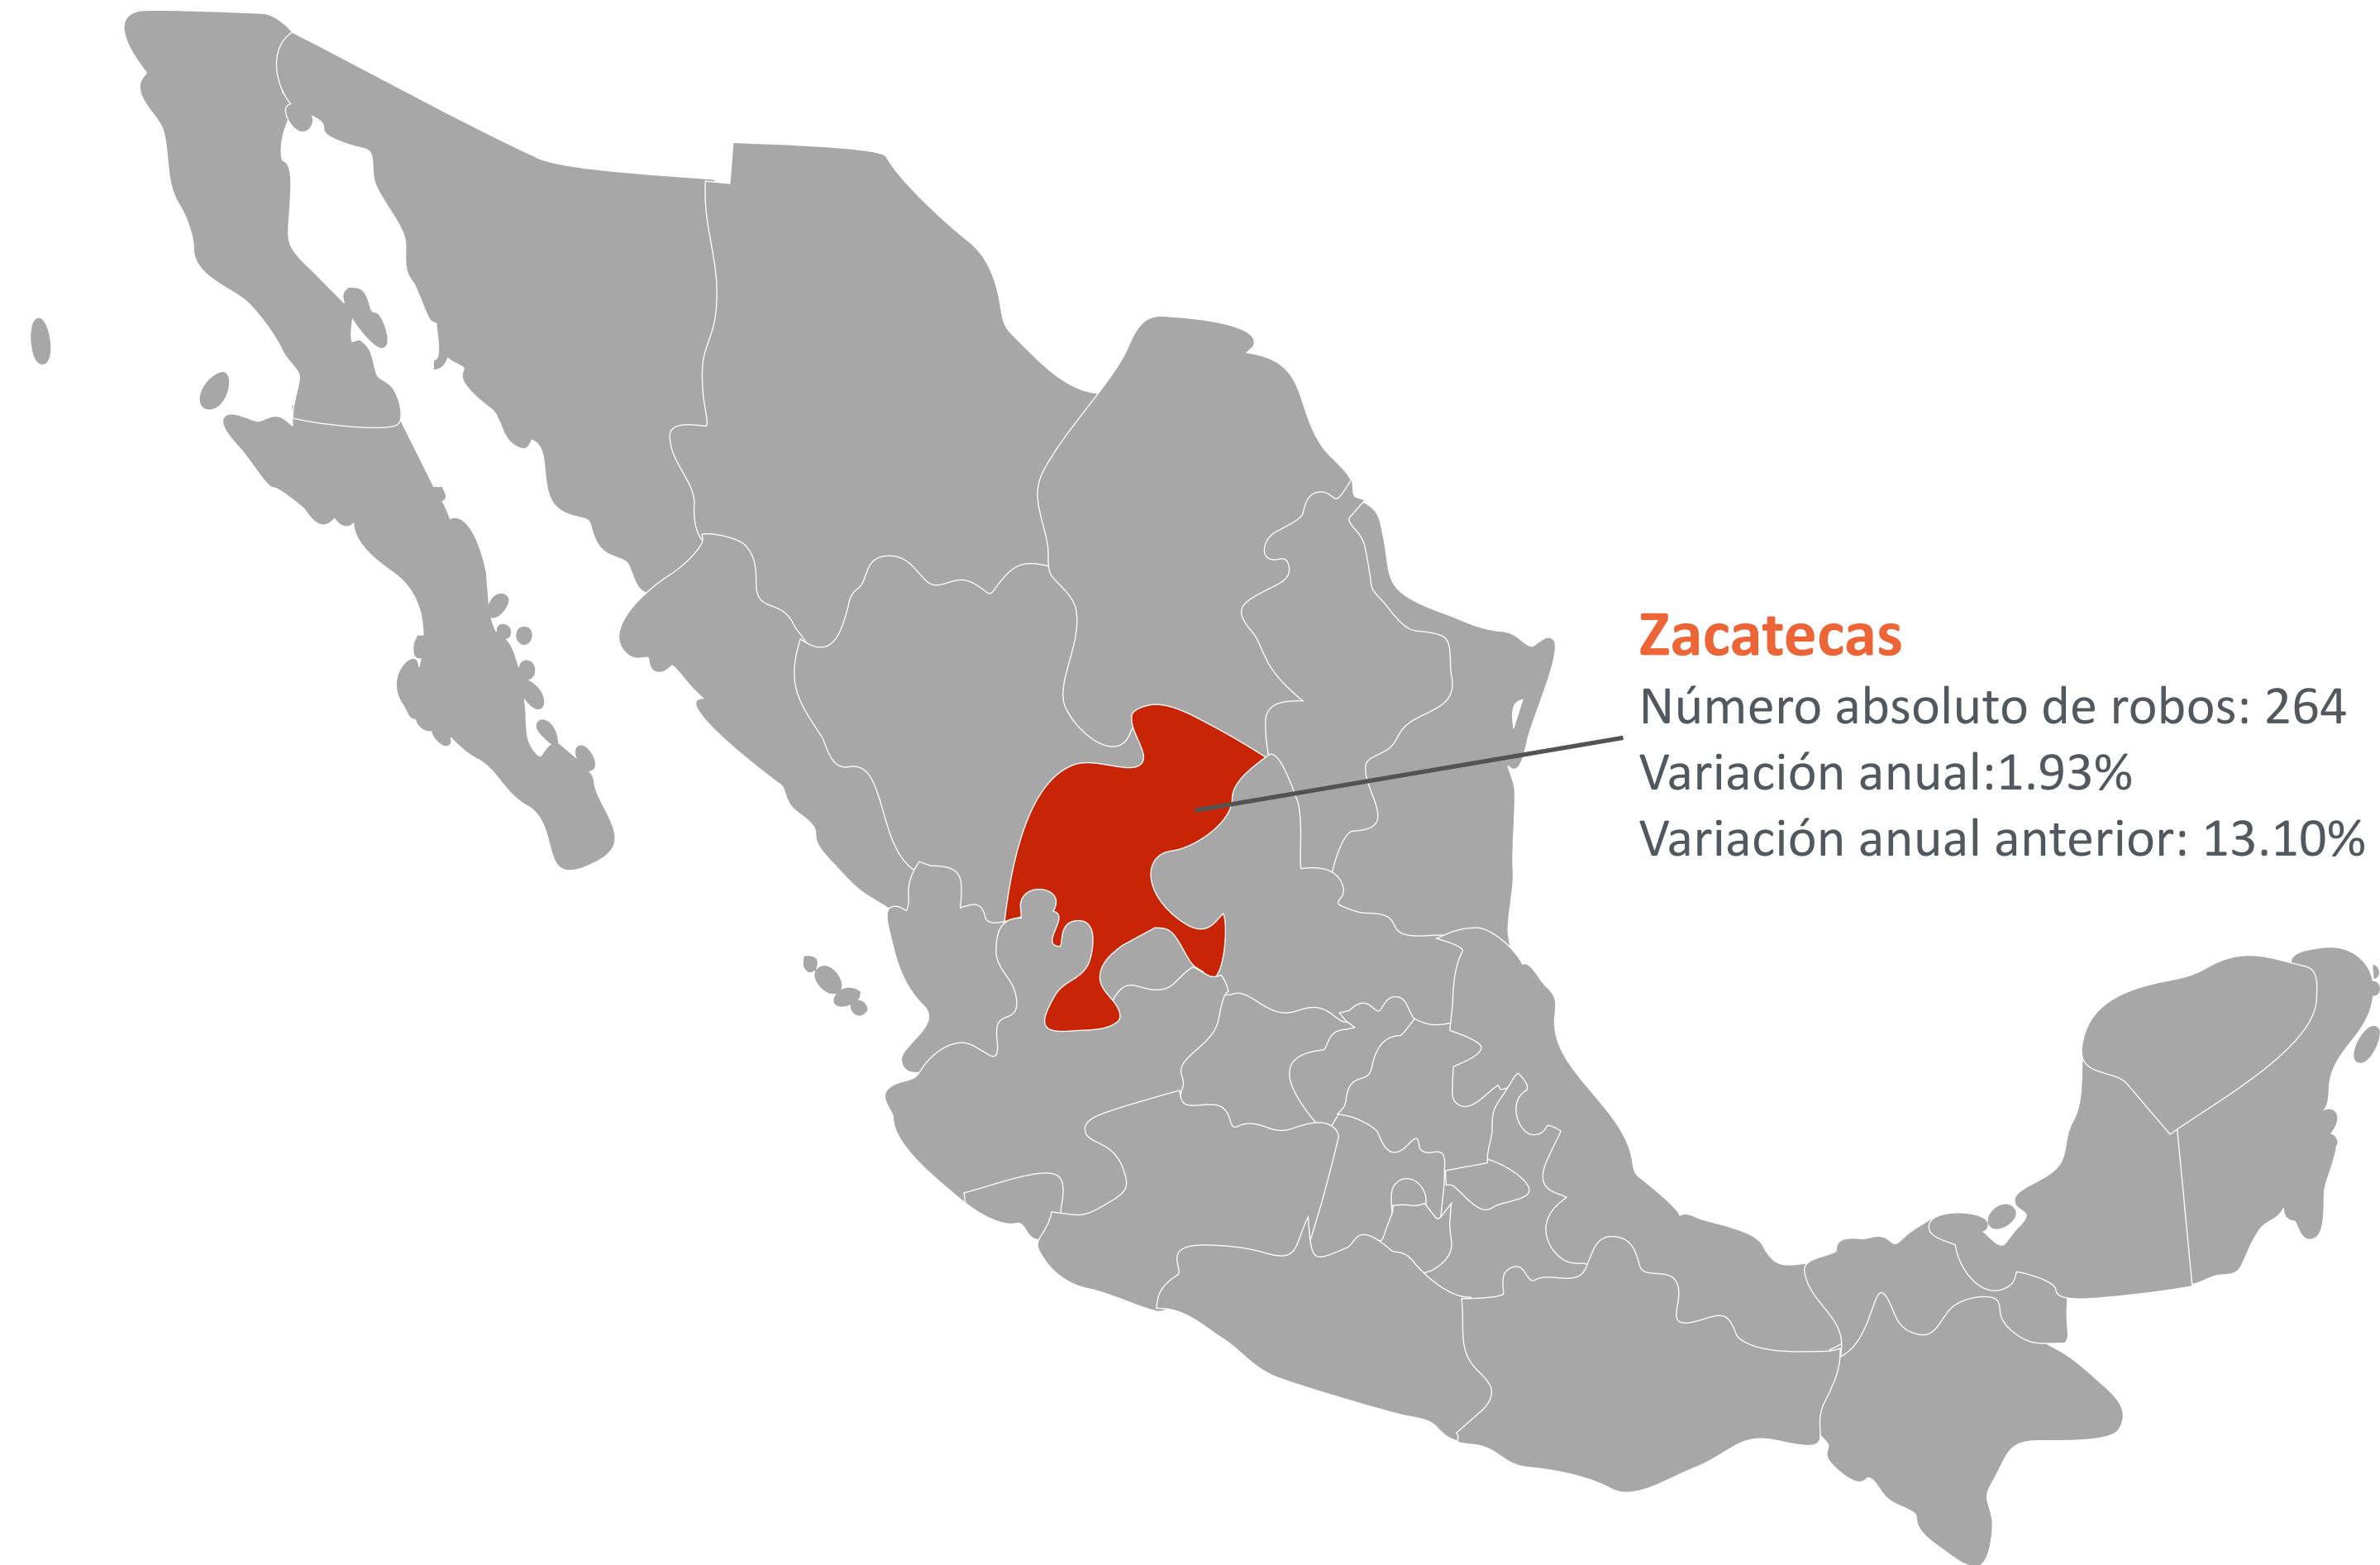 Zacatecas
Número absoluto de robos: 264
Variación anual:1.93%
Variación anual anterior: 13.10%